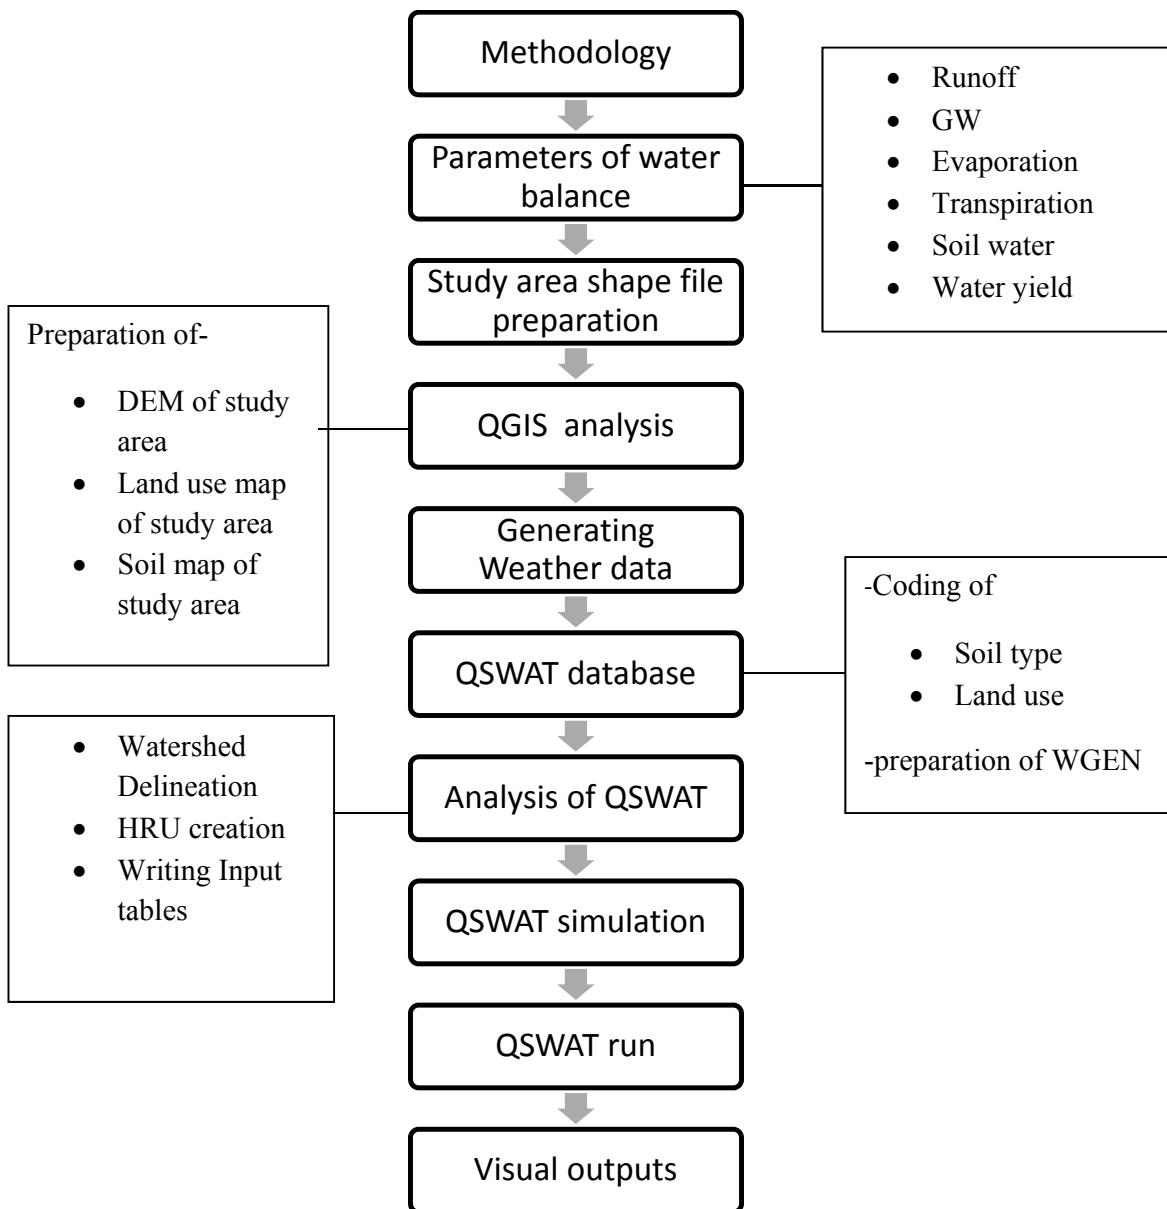 Methodology
Parameters of water
balance
• Runoff
• GW
• Evaporation
• Transpiration
• Soil water
• Water yield
Study area shape file
preparation
QGIS analysis
Preparation of-
• DEM of study
area
• Land use map
of study area
• Soil map of
study area
Generating
Weather data
QSWAT database
-Coding of
• Soil type
• Land use
-preparation of WGEN
Analysis of QSWAT
• Watershed
Delineation
• HRU creation
• Writing Input
tables
QSWAT simulation
QSWAT run
Visual outputs